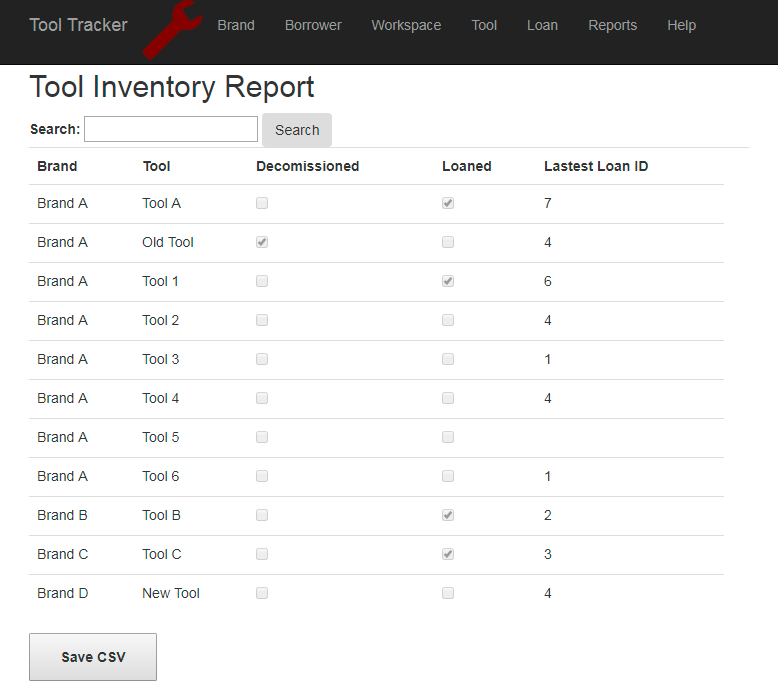 Tool Tracker Brand Borrower Workspace Tool Loan Reports Help
Tool Inventory Report
Search: Search
Brand Tool Decomissioned Loaned Lastest Loan ID
Brand A Tool A 7
Brand A Old Tool 4
Brand A Tool 1 6
Brand A Tool 2 4
Brand A Tool 3 1
Brand A Tool 4 4
Brand A Tool 5
Brand A Tool 6 1
Brand B Tool B 2
Brand C Tool C 3
Brand D New Tool 4
Save CSV